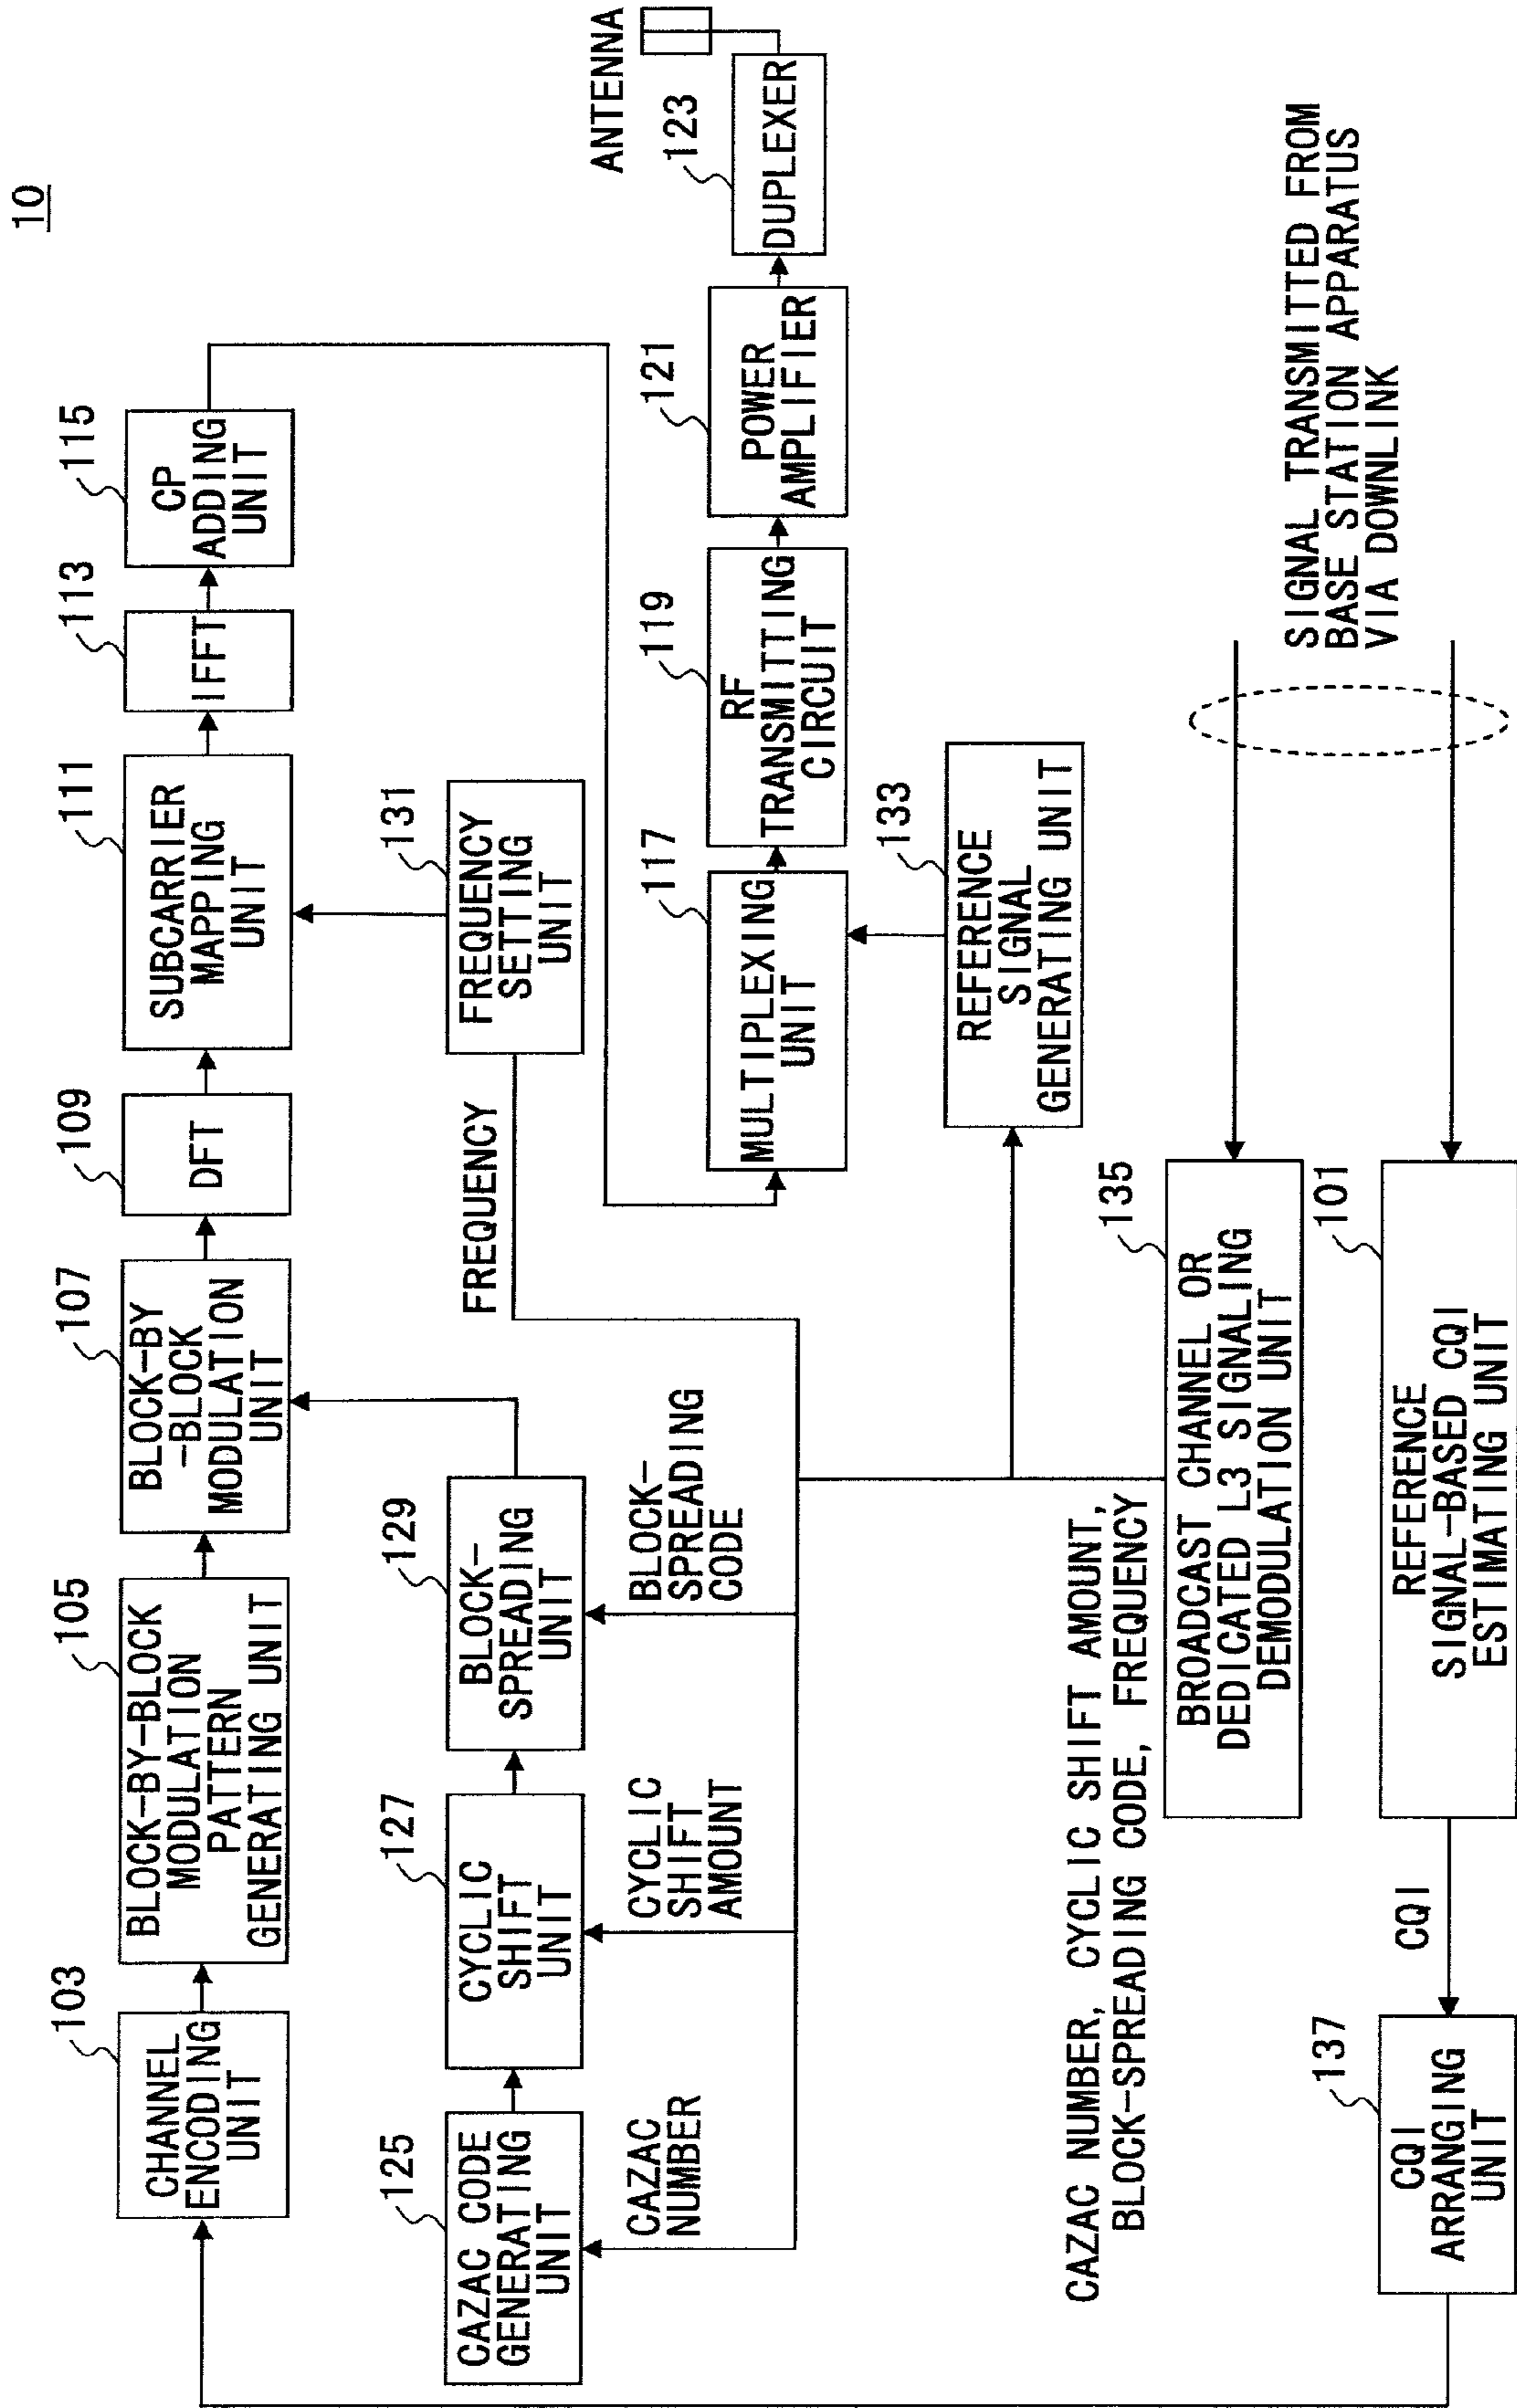 10
103
CHANNEL
ENCODING
UNIT
105
BLOCK-BY-BLOCK
MODULATION
PATTERN
GENERATING UNIT
107
BLOCK-BY
-BLOCK
MODULATION
UNIT
109
DFT
111
SUBCARRIER
MAPPING
UNIT
113
IFFT
115
CP
ADDING
UNIT
125
CAZAC CODE
GENERATING
UNIT
127
CYCLIC
SHIFT
UNIT
129
BLOCK-
SPREADING
UNIT
FREQUENCY
131
FREQUENCY
SETTING
UNIT
ANTENNA
CAZAC
NUMBER
CYCLIC
SHIFT
AMOUNT
BLOCK-
SPREADING
CODE
117
MULTIPLEXING
UNIT
119
RF
TRANSMITTING
CIRCUIT
121
POWER
AMPLIFIER
123
DUPLEXER
133
REFERENCE
SIGNAL
GENERATING UNIT
CAZAC NUMBER, CYCLIC SHIFT AMOUNT,
BLOCK-SPREADING CODE, FREQUENCY
135
BROADCAST CHANNEL OR
DEDICATED L3 SIGNALING
DEMODULATION UNIT
SIGNAL TRANSMITTED FROM
BASE STATION APPARATUS
VIA DOWNLINK
137
CQI
ARRANGING
UNIT
CQI
101
REFERENCE
SIGNAL-BASED CQI
ESTIMATING UNIT